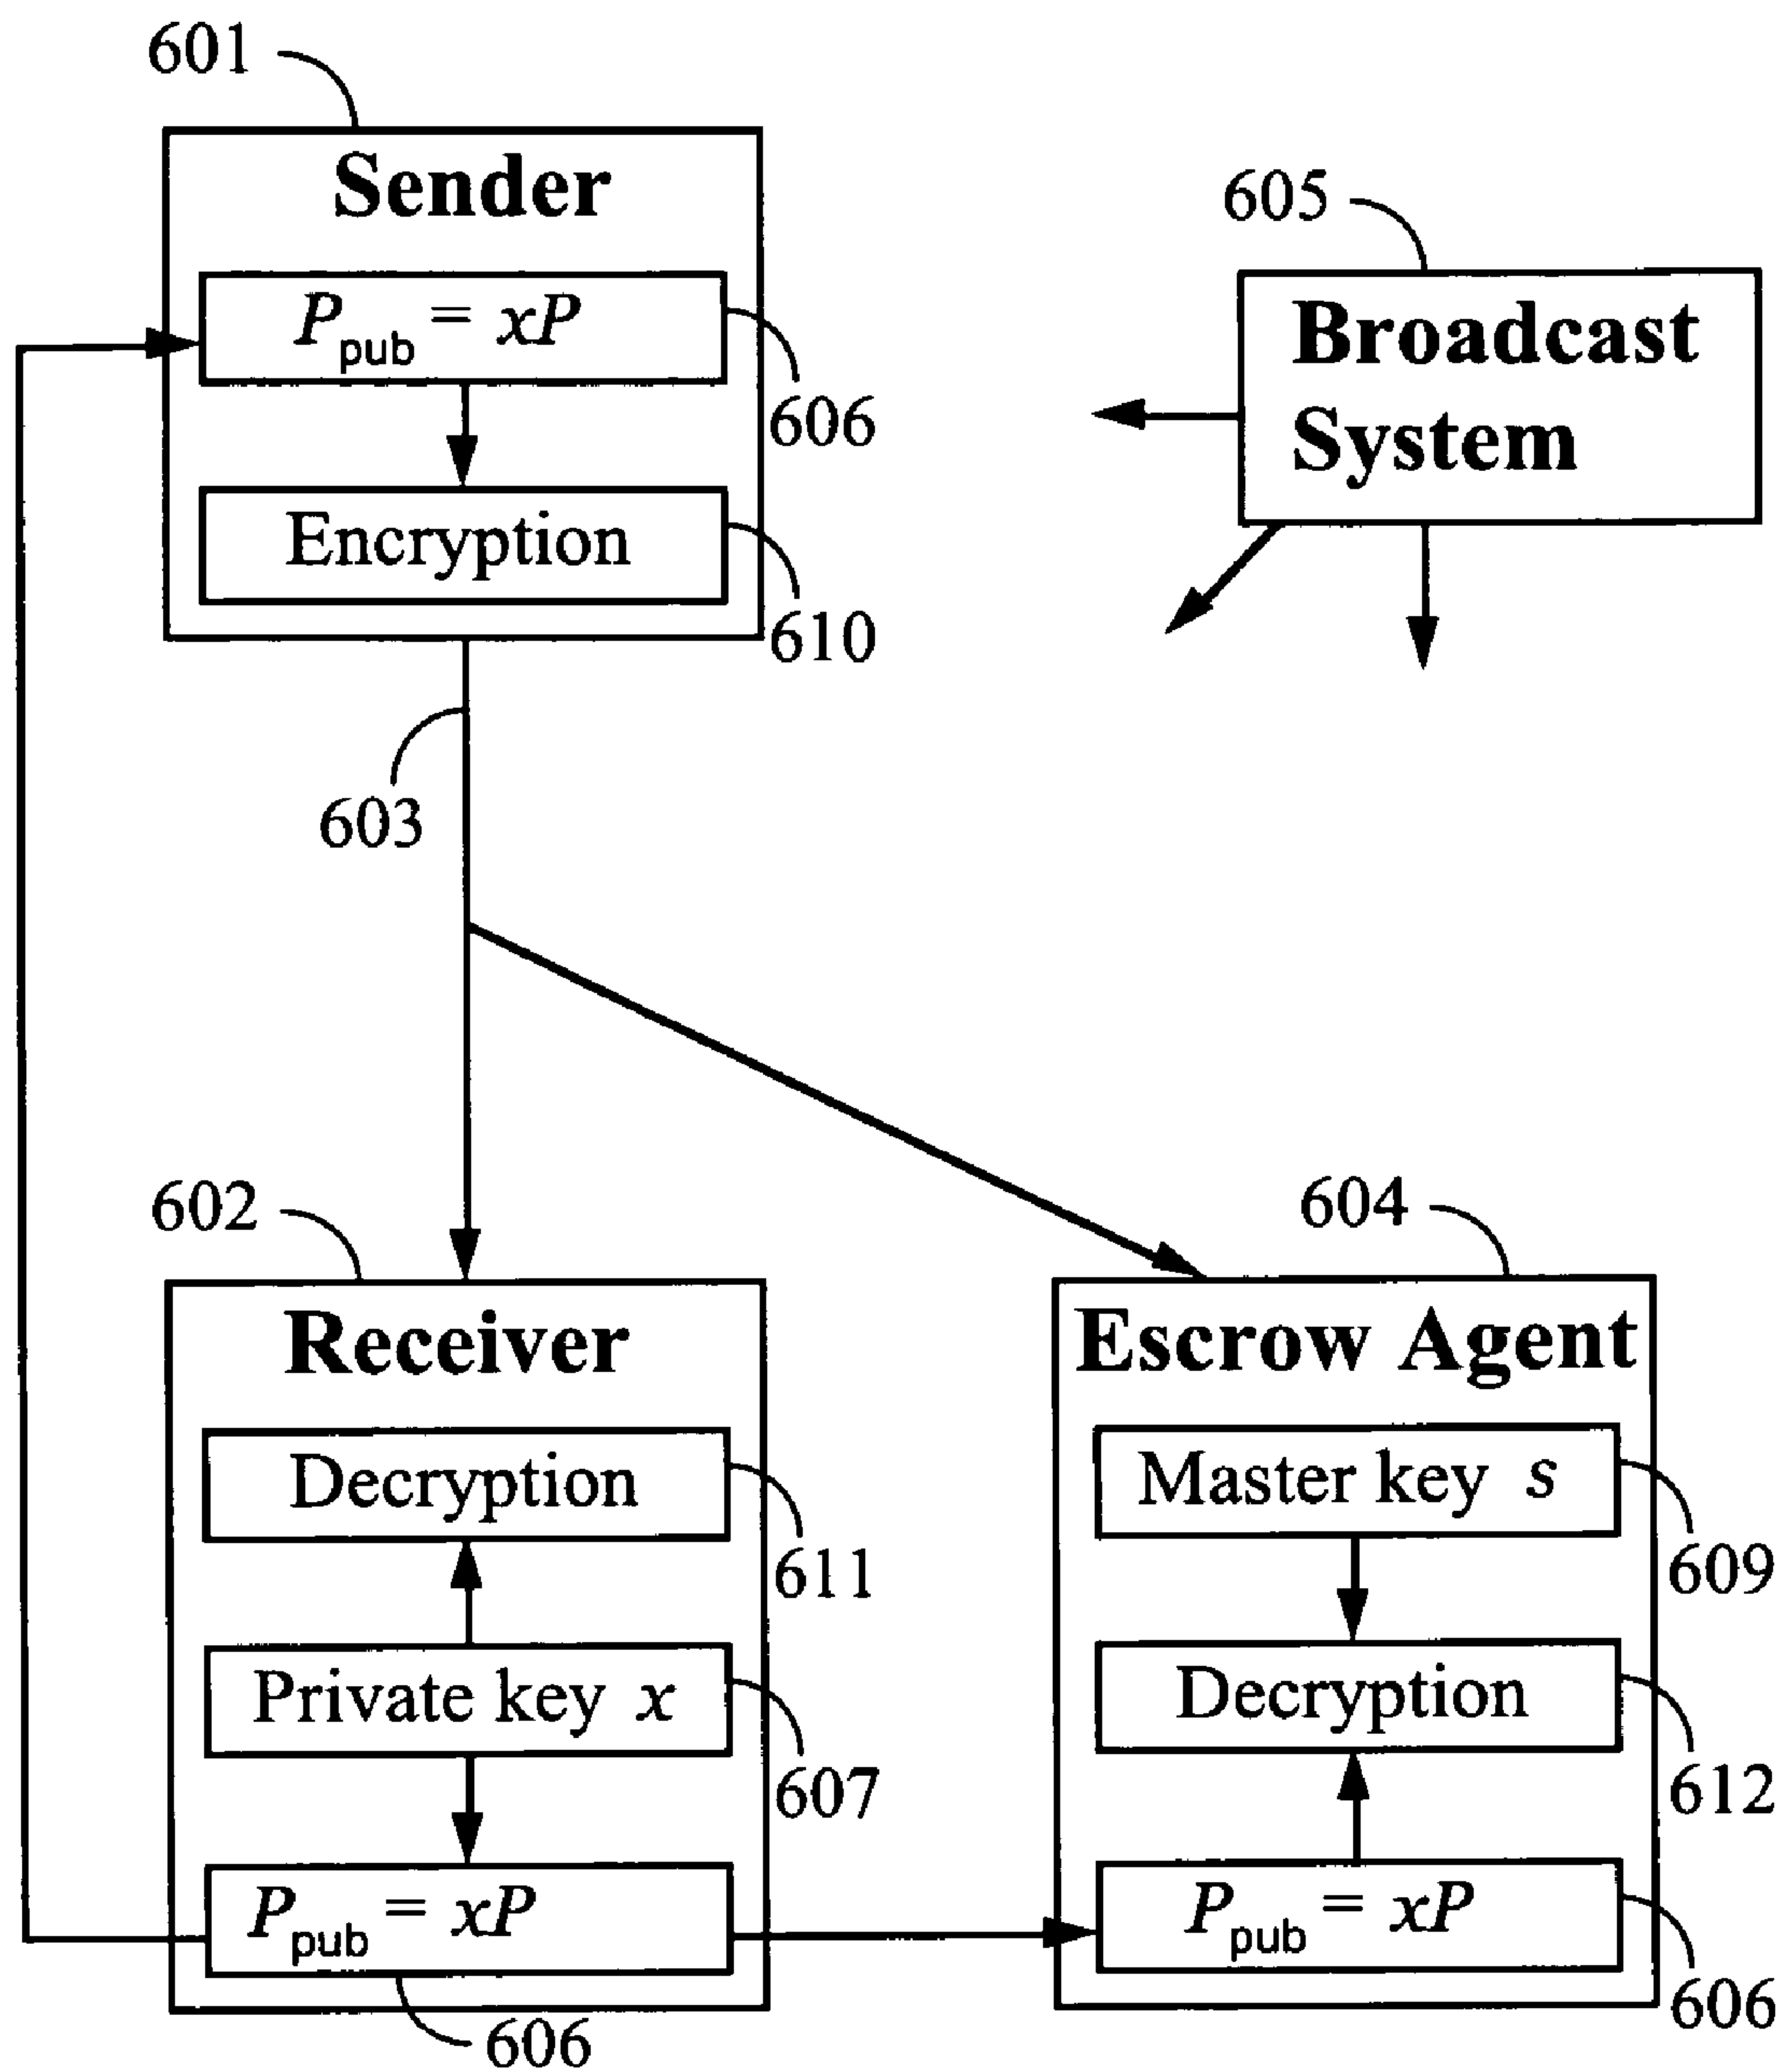 601
Sender
P_pub = xP
606
Encryption
610
603
605
Broadcast
System
602
Receiver
Decryption
611
Private key x
607
P_pub = xP
606
604
Escrow Agent
Master key s
609
Decryption
612
P_pub = xP
606